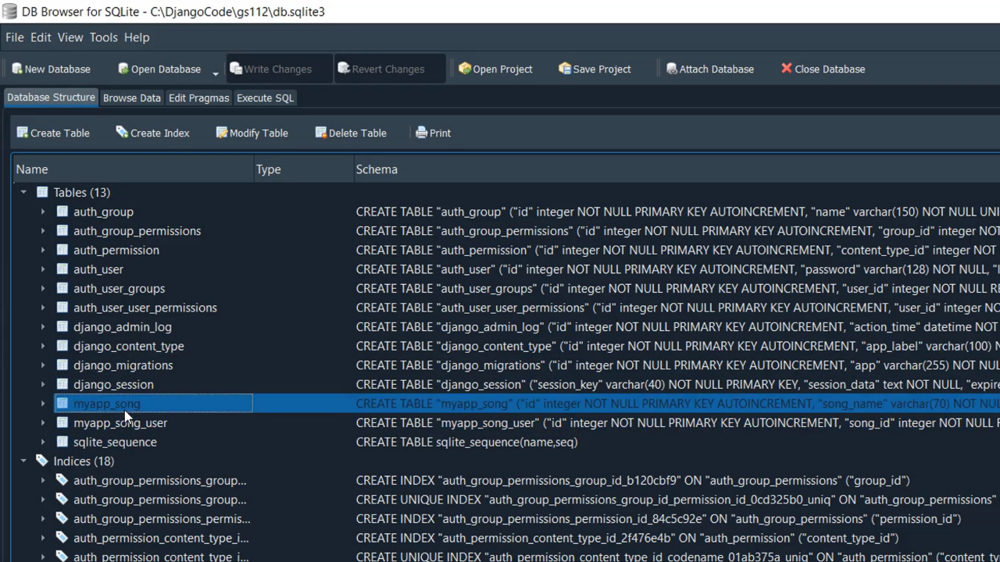 DB Browser for SQLite - C:\DjangoCode\gs112\db.sqlite3
File Edit View Tools Help
New Database Open Database Write Changes Revert Changes Open Project Save Project Attach Database Close Database
Database Structure Browse Data Edit Pragmas Execute SQL
Create Table Create Index Modify Table Delete Table Print
Name Type Schema
Tables (13)
auth_group CREATE TABLE "auth_group" ("id" integer NOT NULL PRIMARY KEY AUTOINCREMENT, "name" varchar(150) NOT NULL UNI
auth_group_permissions CREATE TABLE "auth_group_permissions" ("id" integer NOT NULL PRIMARY KEY AUTOINCREMENT, "group_id" integer NO
auth_permission CREATE TABLE "auth_permission" ("id" integer NOT NULL PRIMARY KEY AUTOINCREMENT, "content_type_id" integer NOT
auth_user CREATE TABLE "auth_user" ("id" integer NOT NULL PRIMARY KEY AUTOINCREMENT, "password" varchar(128) NOT NULL, "l
auth_user_groups CREATE TABLE "auth_user_groups" ("id" integer NOT NULL PRIMARY KEY AUTOINCREMENT, "user_id" integer NOT NULL RE
auth_user_user_permissions CREATE TABLE "auth_user_user_permissions" ("id" integer NOT NULL PRIMARY KEY AUTOINCREMENT, "user_id" integer
django_admin_log CREATE TABLE "django_admin_log" ("id" integer NOT NULL PRIMARY KEY AUTOINCREMENT, "action_time" datetime NOT
django_content_type CREATE TABLE "django_content_type" ("id" integer NOT NULL PRIMARY KEY AUTOINCREMENT, "app_label" varchar(100)
django_migrations CREATE TABLE "django_migrations" ("id" integer NOT NULL PRIMARY KEY AUTOINCREMENT, "app" varchar(255) NOT NUL
django_session CREATE TABLE "django_session" ("session_key" varchar(40) NOT NULL PRIMARY KEY, "session_data" text NOT NULL, "expire
myapp_song CREATE TABLE "myapp_song" ("id" integer NOT NULL PRIMARY KEY AUTOINCREMENT, "song_name" varchar(70) NOT NUL
myapp_song_user CREATE TABLE "myapp_song_user" ("id" integer NOT NULL PRIMARY KEY AUTOINCREMENT, "song_id" integer NOT NULL R
sqlite_sequence CREATE TABLE sqlite_sequence(name,seq)
Indices (18)
auth_group_permissions_group... CREATE INDEX "auth_group_permissions_group_id_b120cbf9" ON "auth_group_permissions" ("group_id")
auth_group_permissions_group... CREATE UNIQUE INDEX "auth_group_permissions_group_id_permission_id_0cd325b0_uniq" ON "auth_group_permissions"
auth_group_permissions_permis... CREATE INDEX "auth_group_permissions_permission_id_84c5c92e" ON "auth_group_permissions" ("permission_id")
auth_permission_content_type_i... CREATE INDEX "auth_permission_content_type_id_2f476e4b" ON "auth_permission" ("content_type_id")
auth_permission_content_type_i... CREATE UNIQUE INDEX "auth_permission_content_type_id_codename_01ab375a_uniq" ON "auth_permission" ("content